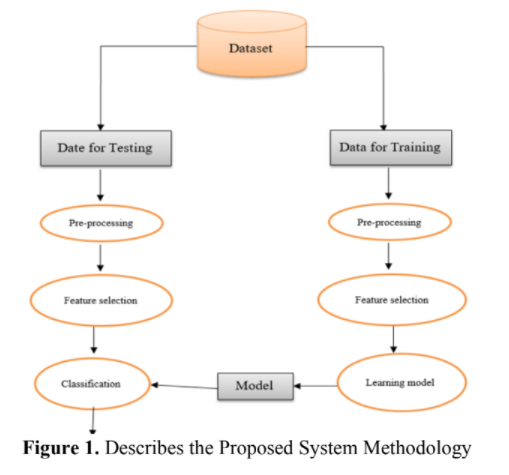 Dataset
Date for Testing
Data for Training
Pre-processing
Pre-processing
Feature selection
Feature selection
Classification
Model
Learning model
Figure 1. Describes the Proposed System Methodology